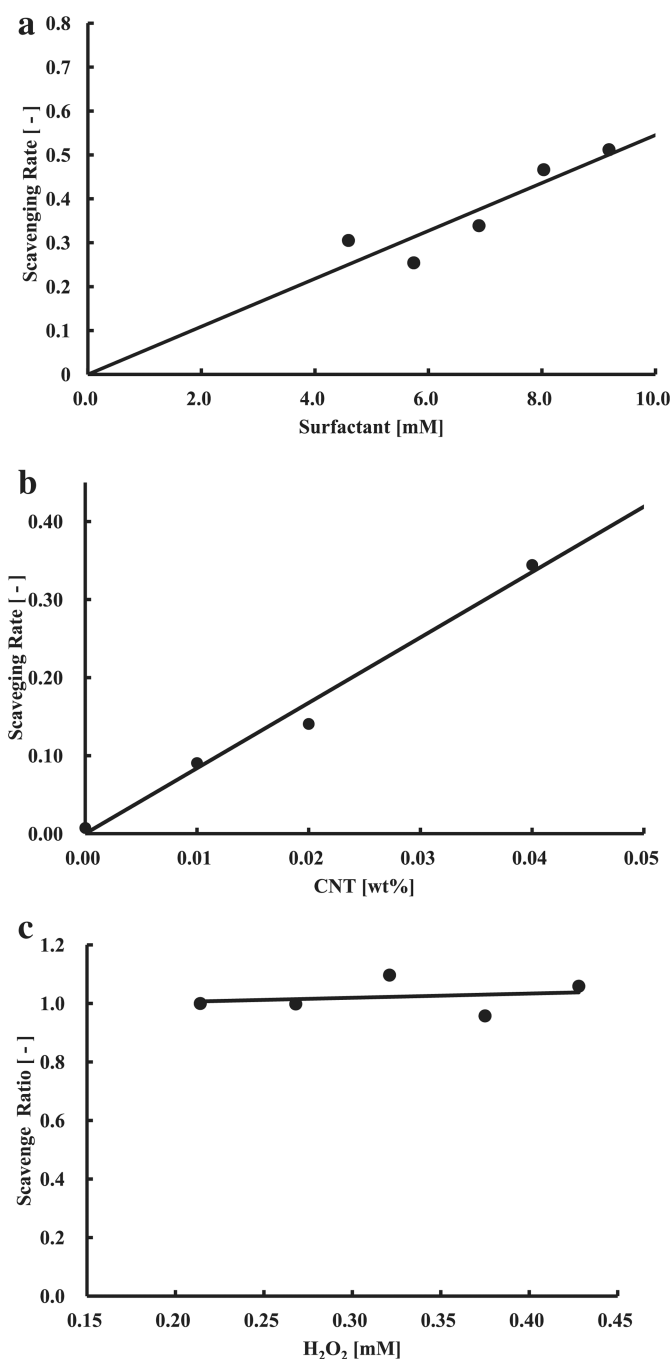 a
0.8
0.7
0.6
0.5
0.4
0.3
0.2
0.1
0
Scavenging Rate [ - ]
0.0 2.0 4.0 6.0 8.0 10.0
Surfactant [mM]
b
0.40
0.30
0.20
0.10
0.00
Scaveging Rate [ - ]
0.00 0.01 0.02 0.03 0.04 0.05
CNT [wt%]
c
1.2
1.0
0.8
0.6
0.4
0.2
0.0
Scavenge Ratio [ - ]
0.15 0.20 0.25 0.30 0.35 0.40 0.45
H₂O₂ [mM]